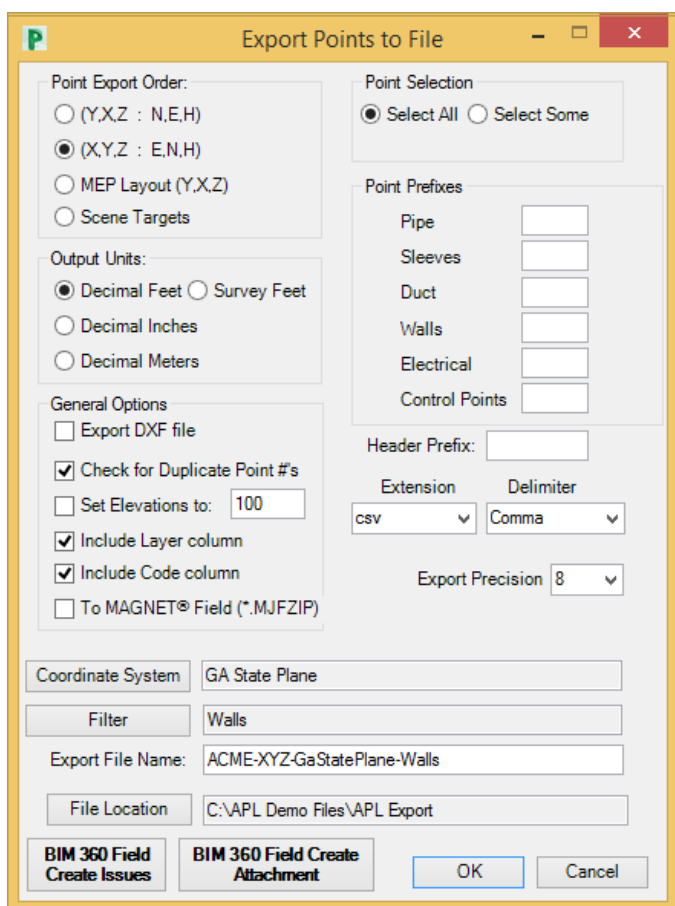 P
Export Points to File
Point Export Order:
(Y,X,Z : N,E,H)
(X,Y,Z : E,N,H)
MEP Layout (Y,X,Z)
Scene Targets
Point Selection
Select All Select Some
Output Units:
Decimal Feet Survey Feet
Decimal Inches
Decimal Meters
Point Prefixes
Pipe
Sleeves
Duct
Walls
Electrical
Control Points
General Options
Export DXF file
Check for Duplicate Point #'s
Set Elevations to: 100
Include Layer column
Include Code column
To MAGNET® Field (*.MJFZIP)
Header Prefix:
Extension Delimiter
csv Comma
Export Precision 8
Coordinate System GA State Plane
Filter Walls
Export File Name: ACME-XYZ-GaStatePlane-Walls
File Location C:\APL Demo Files\APL Export
BIM 360 Field
Create Issues
BIM 360 Field Create
Attachment
OK Cancel